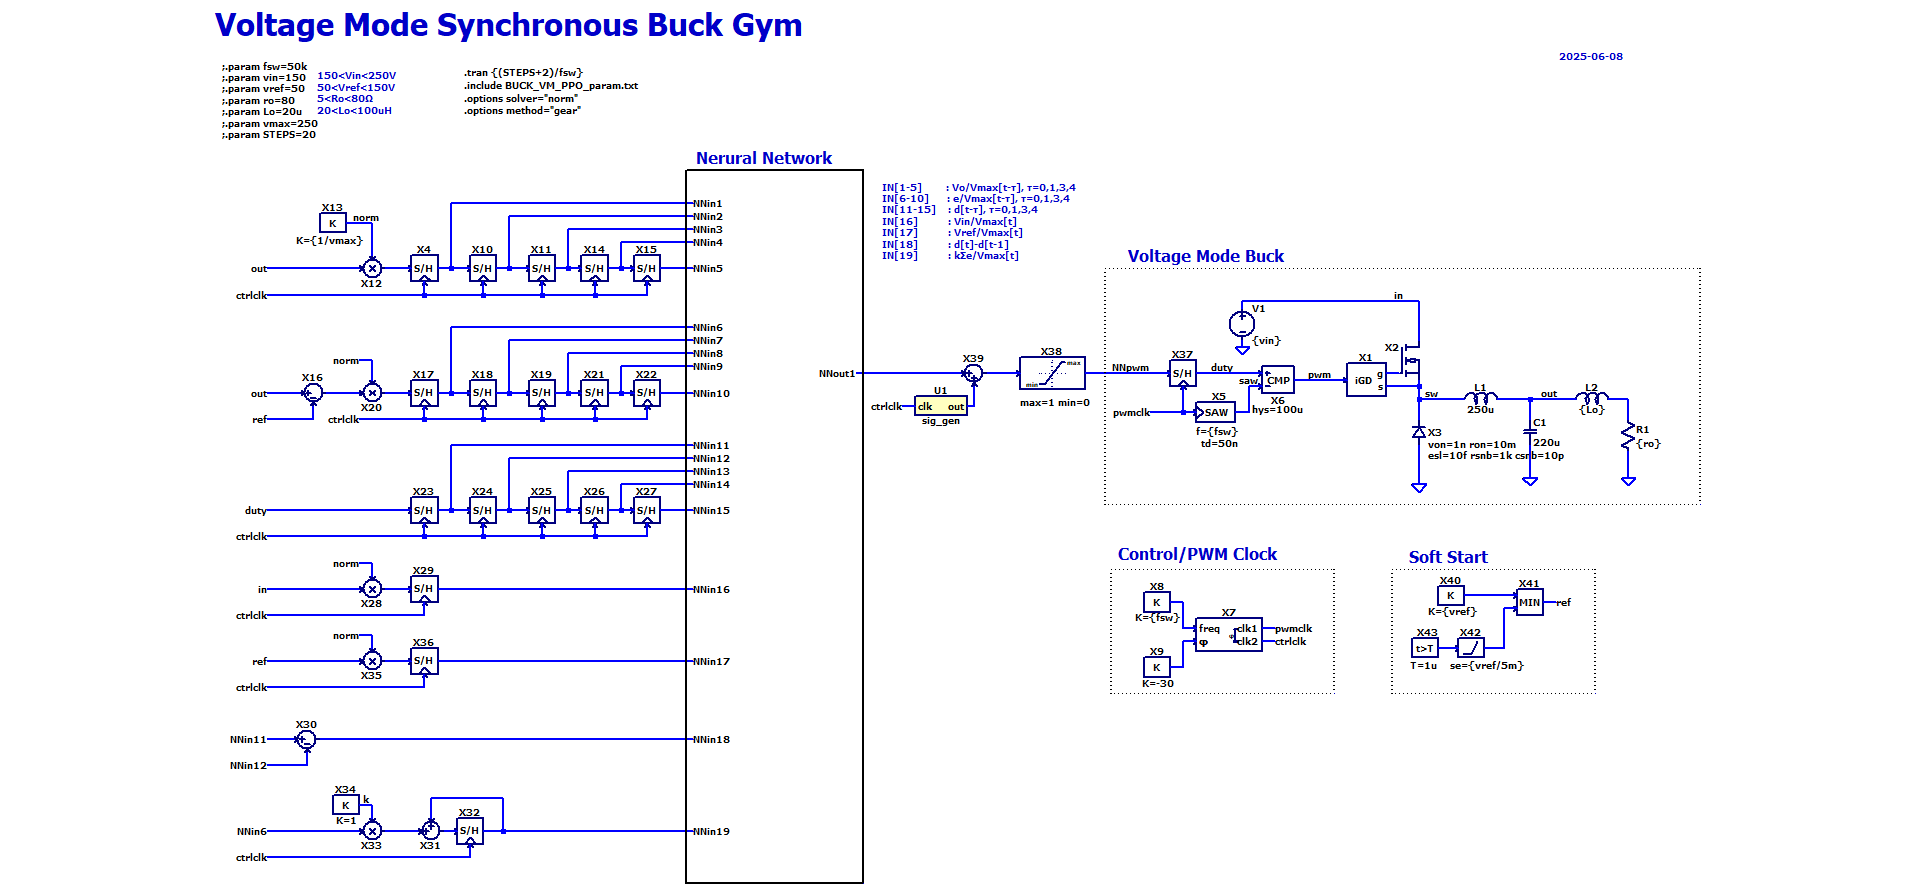 Voltage Mode Synchronous Buck Gym
2025-06-08
;.param fsw=50k
;.param vin=150
;.param vref=50
;.param ro=80
;.param Lo=20u
;.param vmax=250
;.param STEPS=20
150<Vin<250V
50<Vref<150V
5<Ro<80Ω
20<Lo<100uH
.tran {(STEPS+2)/fsw}
.include BUCK_VM_PPO_param.txt
.options solver="norm"
.options method="gear"
Nerural Network
IN[1-5] : Vo/Vmax[t-τ], τ=0,1,3,4
IN[6-10] : e/Vmax[t-τ], τ=0,1,3,4
IN[11-15] : d[t-τ], τ=0,1,3,4
IN[16] : Vin/Vmax[t]
IN[17] : Vref/Vmax[t]
IN[18] : d[t]-d[t-1]
IN[19] : kΣe/Vmax[t]
X13
K
norm
K={1/vmax}
X4 X10 X11 X14 X15
out
S/H S/H S/H S/H S/H
X12
ctrlclk
NNin1
NNin2
NNin3
NNin4
NNin5
norm
X16
X17 X18 X19 X21 X22
out
S/H S/H S/H S/H S/H
X20
ref
ctrlclk
NNin6
NNin7
NNin8
NNin9
NNin10
X23 X24 X25 X26 X27
duty
S/H S/H S/H S/H S/H
ctrlclk
NNin11
NNin12
NNin13
NNin14
NNin15
norm
X29
in
S/H
X28
ctrlclk
NNin16
norm
X36
ref
S/H
X35
ctrlclk
NNin17
X30
NNin11
NNin12
NNin18
X34
K
k
K=1
X32
NNin6
S/H
X33
X31
ctrlclk
NNin19
NNout1
X39
ctrlclk
U1
clk out
sig_gen
X38
max
min
max=1 min=0
Voltage Mode Buck
NNpwm
X37
S/H
duty
pwmclk
X5
SAW
f={fsw}
td=50n
saw
CMP
X6
hys=100u
V1
{vin}
in
pwm
X1
iGD
g
s
X2
sw
L1
250u
out
L2
{Lo}
X3
von=1n ron=10m
esl=10f rsnb=1k csnb=10p
C1
220u
R1
{ro}
Control/PWM Clock
X8
K
K={fsw}
X9
K
K=-30
X7
freq
φ
φ
clk1
clk2
pwmclk
ctrlclk
Soft Start
X40
K
K={vref}
X41
MIN
ref
X43
t>T
T=1u
X42
se={vref/5m}